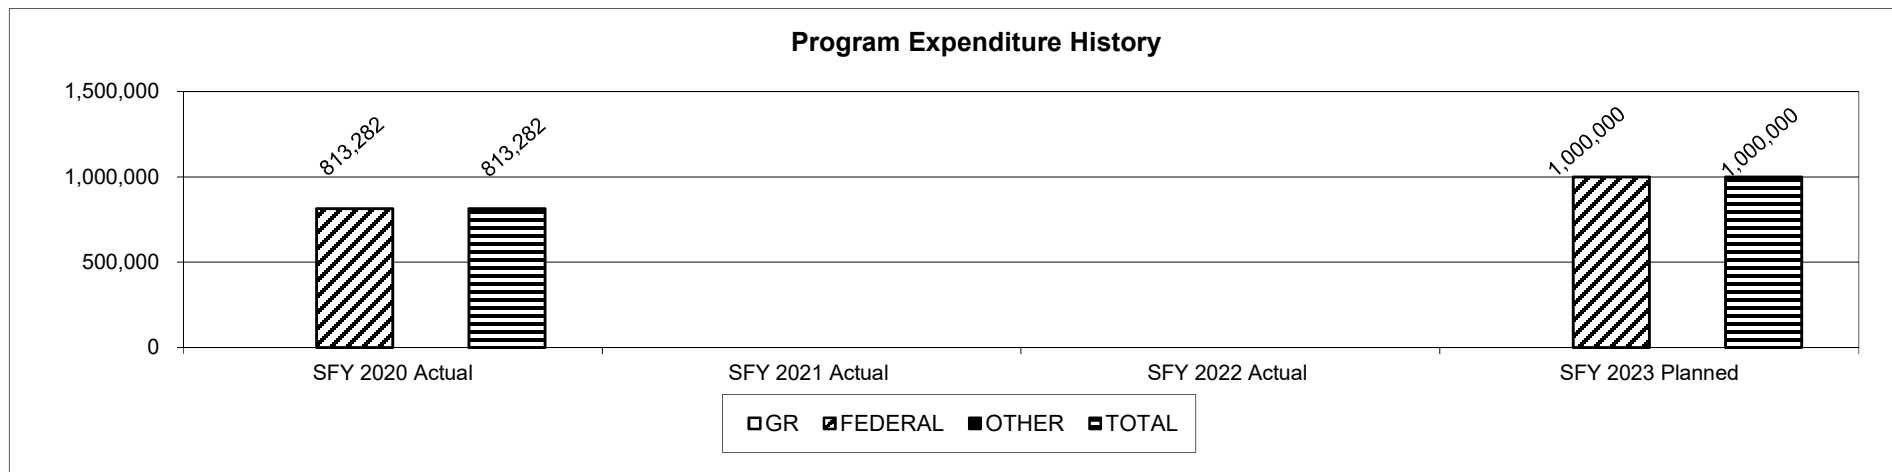 Program Expenditure History
1,500,000
1,000,000
500,000
0
813,282
813,282
1,000,000
1,000,000
SFY 2020 Actual
SFY 2021 Actual
SFY 2022 Actual
SFY 2023 Planned
GR FEDERAL OTHER TOTAL